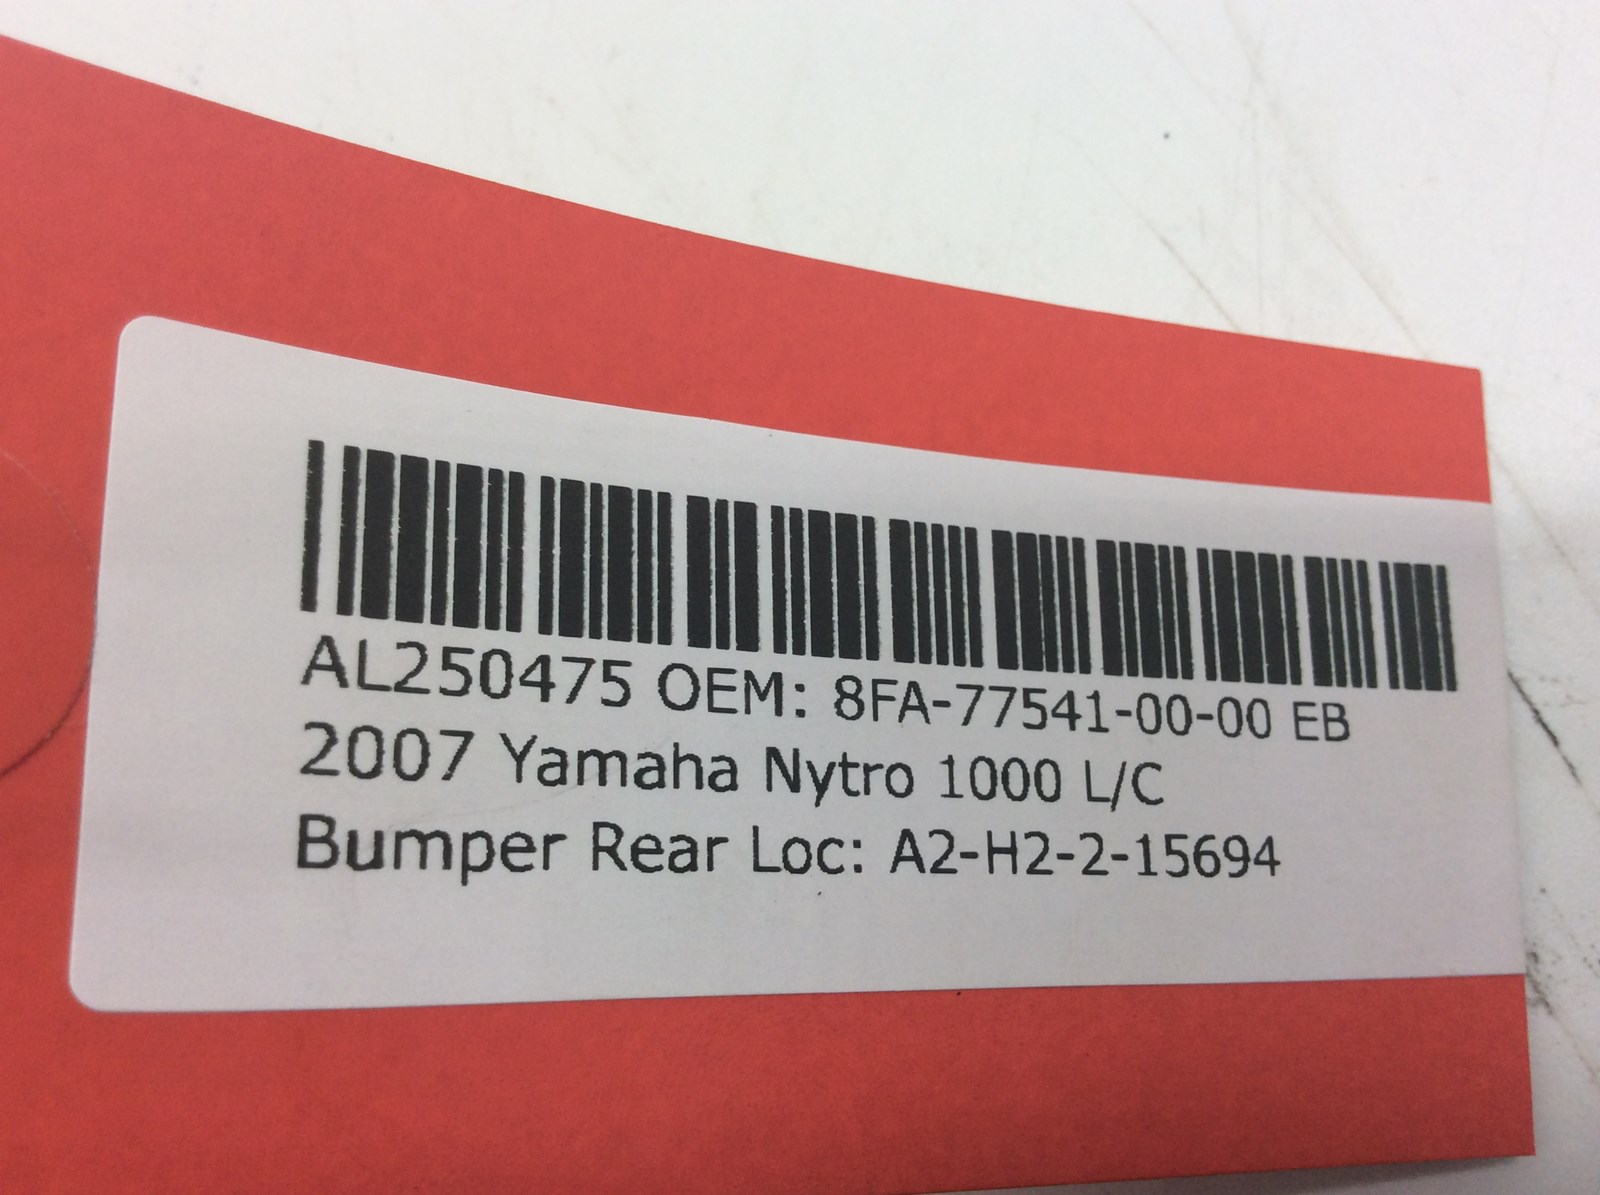 AL250475 OEM: 8FA-77541-00-00 EB
2007 Yamaha Nytro 1000 L/C
Bumper Rear Loc: A2-H2-2-15694